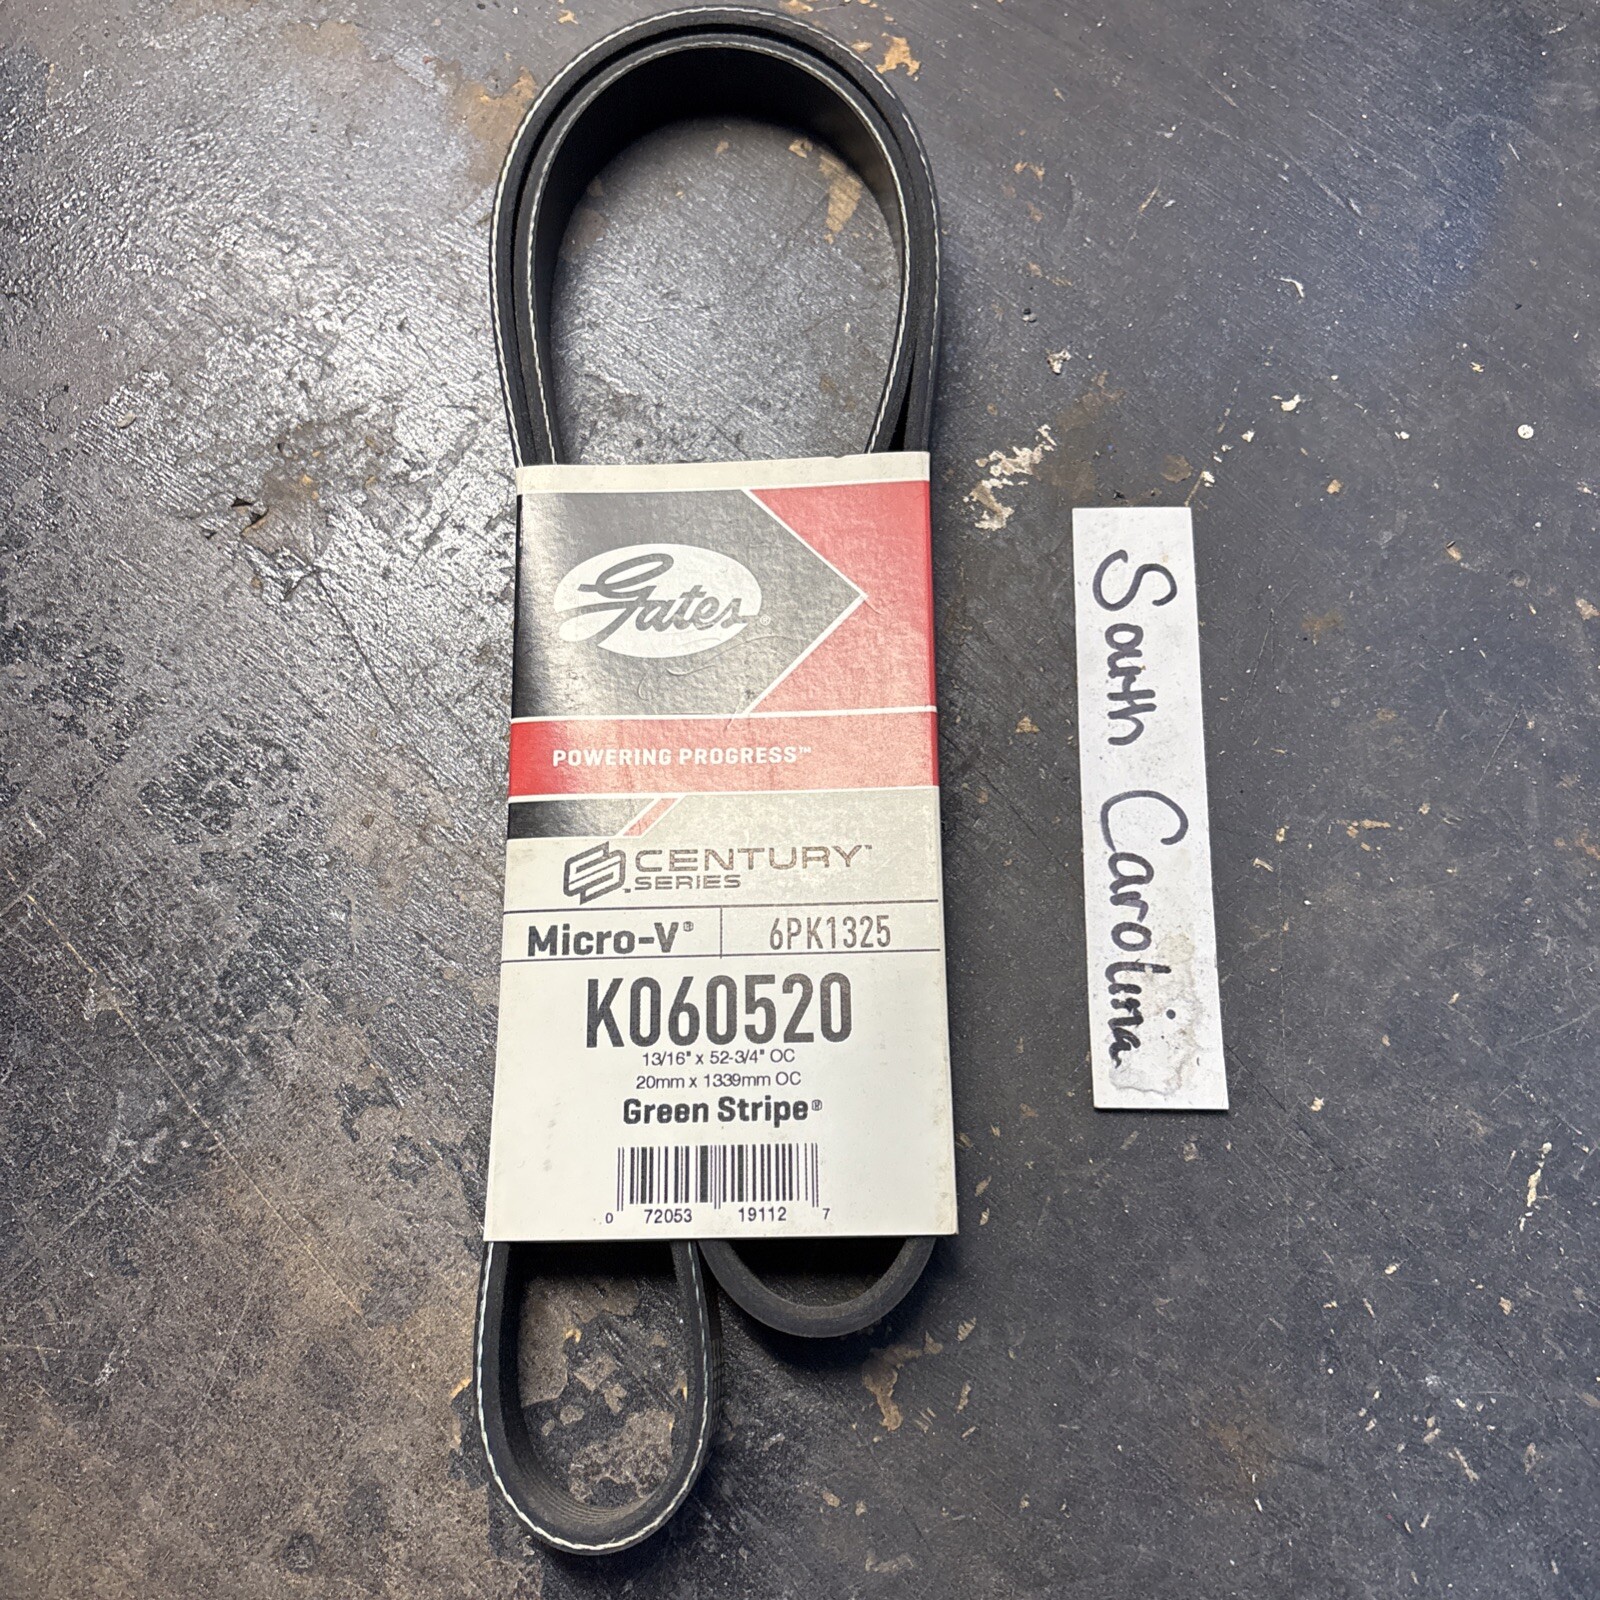 Gates®
POWERING PROGRESS™
CENTURY™
SERIES
Micro-V® 6PK1325
K060520
13/16" x 52-3/4" OC
20mm x 1339mm OC
Green Stripe®
0 72053 19112 7
South Carolina